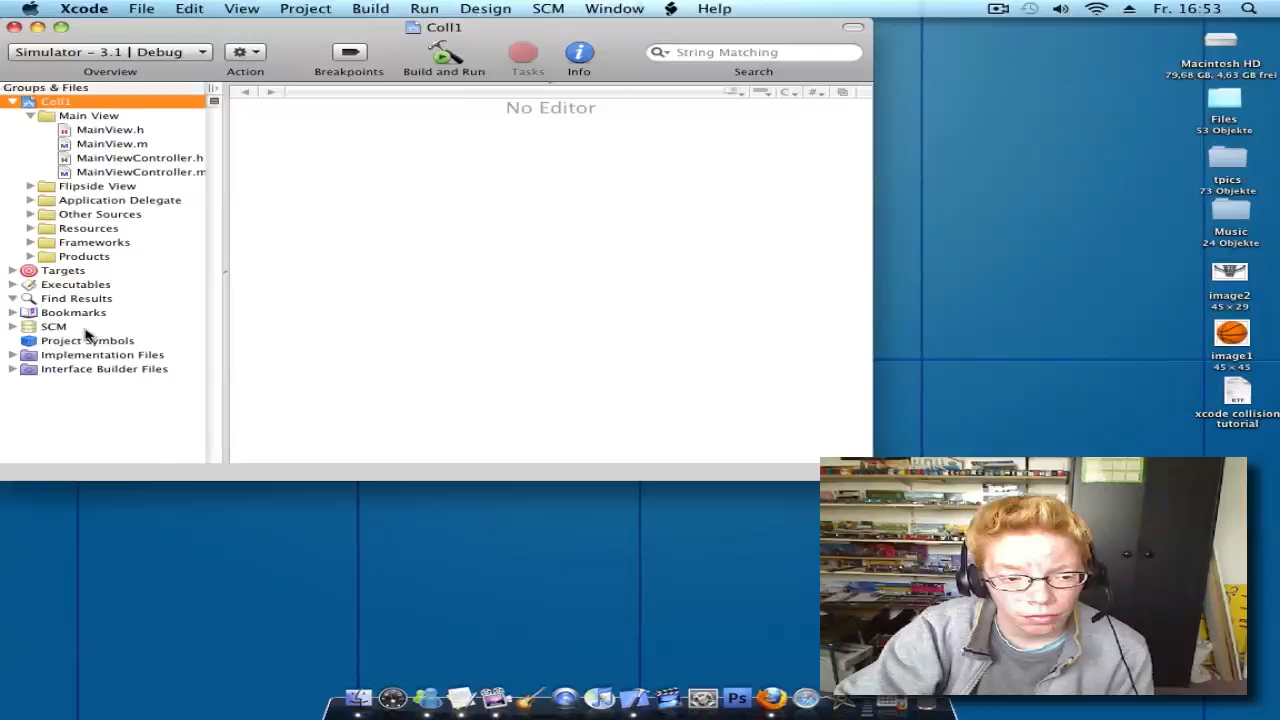 Xcode File Edit View Project Build Run Design SCM Window Help Fr. 16:53
Coll1
Simulator - 3.1 | Debug
String Matching
Overview Action Breakpoints Build and Run Tasks Info Search
Groups & Files
Coll1
No Editor
Main View
MainView.h
MainView.m
MainViewController.h
MainViewController.m
Flipside View
Application Delegate
Other Sources
Resources
Frameworks
Products
Targets
Executables
Find Results
Bookmarks
SCM
Project Symbols
Implementation Files
Interface Builder Files
Macintosh HD
79,68 GB, 4,63 GB frei
Files
53 Objekte
tpics
73 Objekte
Music
24 Objekte
image2
45 × 29
image1
45 × 45
RTF
xcode collision
tutorial
Ps